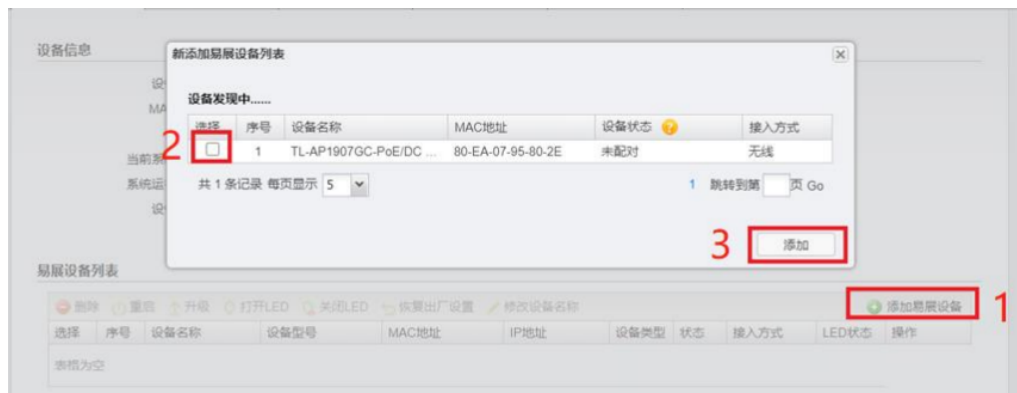 设备信息
新添加易展设备列表
设
设备发现中......
MA
选择 序号 设备名称 MAC地址 设备状态 接入方式
2
1 TL-AP1907GC-PoE/DC ... 80-EA-07-95-80-2E 未配对 无线
当前系
系统运
共 1 条记录 每页显示 5 1 跳转到第 页 Go
设
3 添加
易展设备列表
删除 重启 升级 打开LED 关闭LED 恢复出厂设置 修改设备名称 添加易展设备 1
选择 序号 设备名称 设备型号 MAC地址 IP地址 设备类型 状态 接入方式 LED状态 操作
表格为空